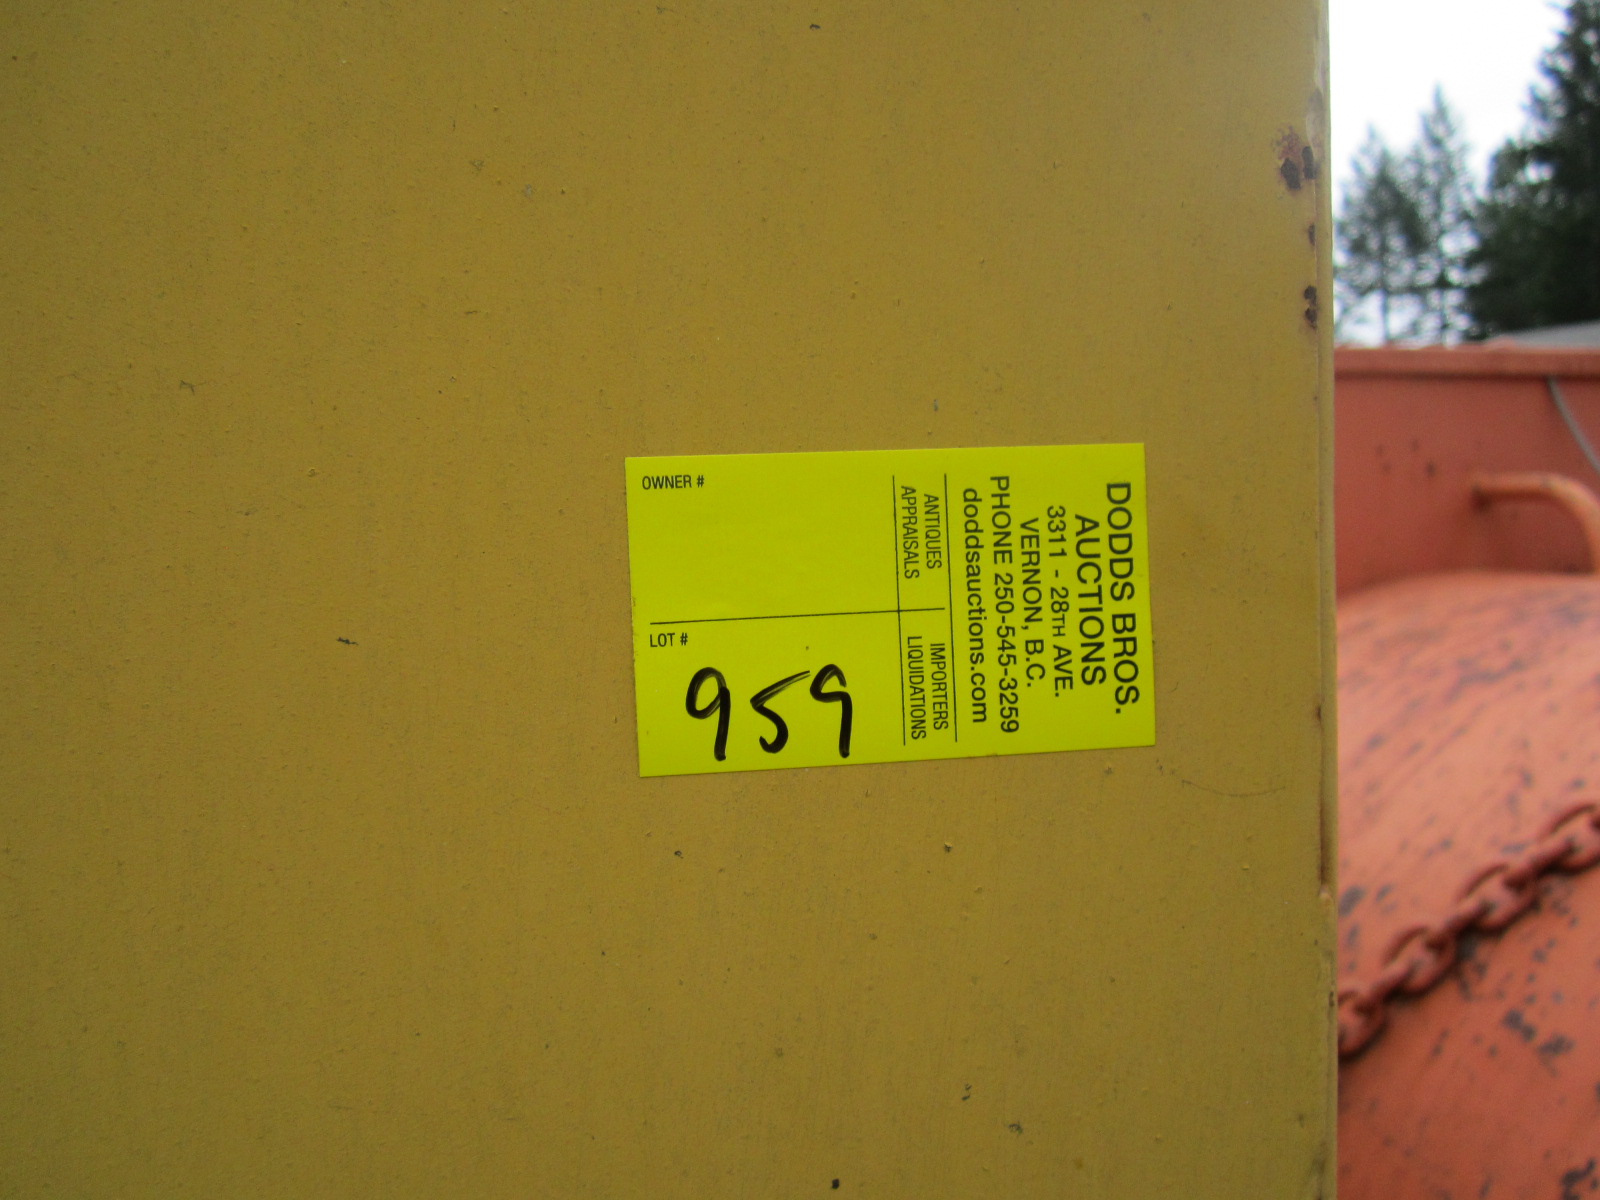 DODDS BROS.
AUCTIONS
3311 - 28TH AVE.
VERNON, B.C.
PHONE 250-545-3259
doddsauctions.com
ANTIQUES IMPORTERS
APPRAISALS LIQUIDATIONS
OWNER #
LOT #
959